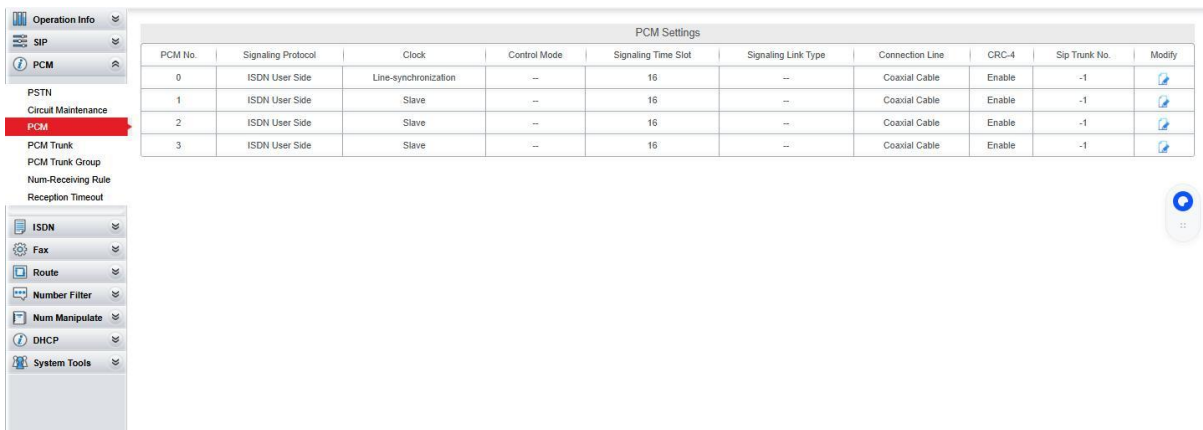 Operation Info
SIP
PCM
PSTN
Circuit Maintenance
PCM
PCM Trunk
PCM Trunk Group
Num-Receiving Rule
Reception Timeout
ISDN
Fax
Route
Number Filter
Num Manipulate
DHCP
System Tools
PCM Settings
PCM No. Signaling Protocol Clock Control Mode Signaling Time Slot Signaling Link Type Connection Line CRC-4 Sip Trunk No. Modify
0 ISDN User Side Line-synchronization -- 16 -- Coaxial Cable Enable -1
1 ISDN User Side Slave -- 16 -- Coaxial Cable Enable -1
2 ISDN User Side Slave -- 16 -- Coaxial Cable Enable -1
3 ISDN User Side Slave -- 16 -- Coaxial Cable Enable -1